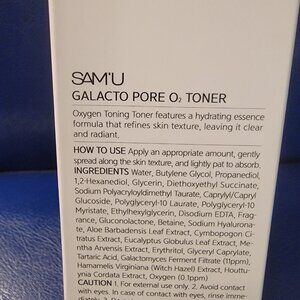 SAM'U
GALACTO PORE O₂ TONER
Oxygen Toning Toner features a hydrating essence
formula that refines skin texture, leaving it clear
and radiant.
HOW TO USE Apply an appropriate amount, gently
spread along the skin texture, and lightly pat to absorb.
INGREDIENTS Water, Butylene Glycol, Propanediol,
1,2-Hexanediol, Glycerin, Diethoxyethyl Succinate,
Sodium Polyacryloyldimethyl Taurate, Caprylyl/Capryl
Glucoside, Polyglyceryl-10 Laurate, Polyglyceryl-10
Myristate, Ethylhexylglycerin, Disodium EDTA, Frag-
rance, Gluconolactone, Betaine, Sodium Hyalurona-
te, Aloe Barbadensis Leaf Extract, Cymbopogon Ci-
tratus Extract, Eucalyptus Globulus Leaf Extract, Me-
ntha Arvensis Extract, Erythritol, Glyceryl Caprylate,
Tartaric Acid, Galactomyces Ferment Filtrate (1ppm),
Hamamelis Virginiana (Witch Hazel) Extract, Houttu-
ynia Cordata Extract, Oxygen (0.1ppm)
CAUTION 1. For external use only. 2. Avoid contact
with eyes. In case of contact with eyes, rinse imme-